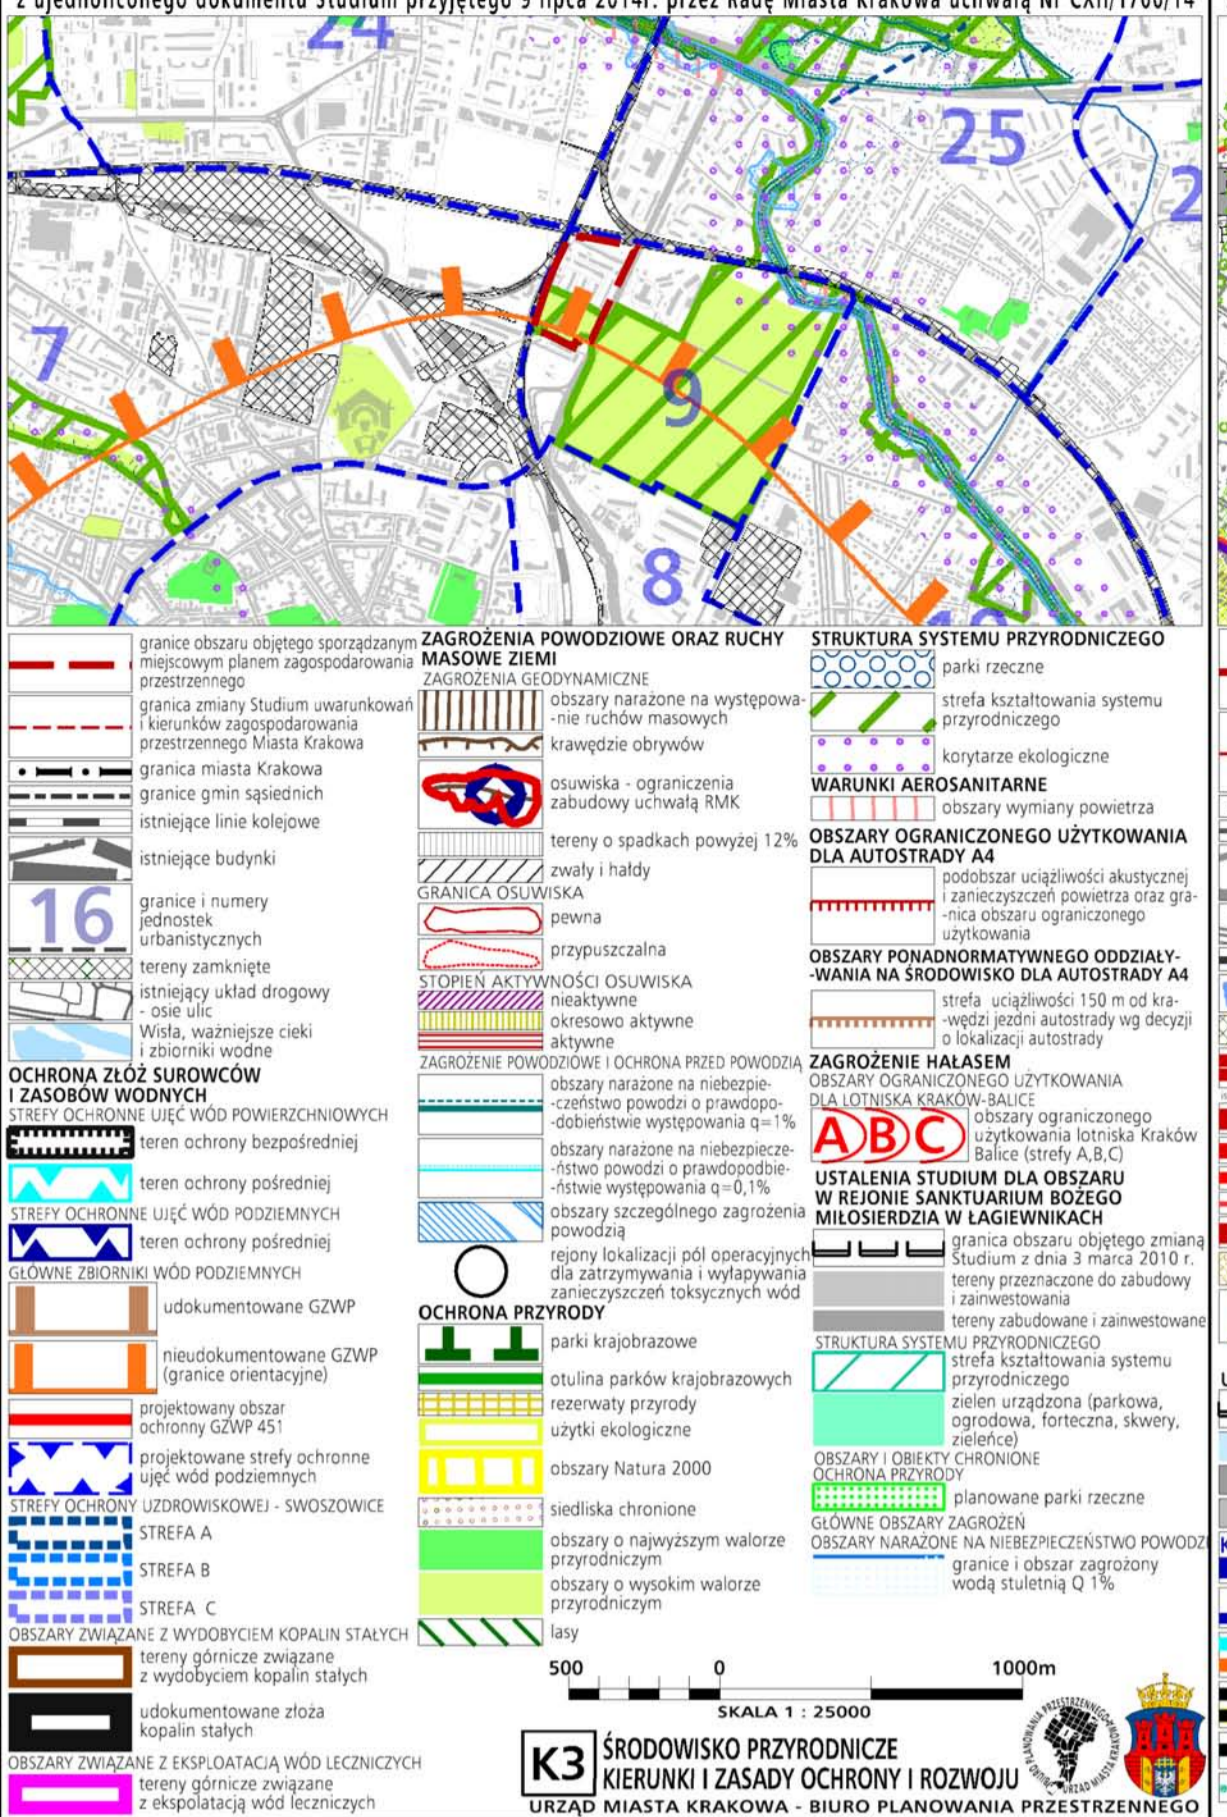 z ujednoliconego dokumentu Studium przyjętego 9 lipca 2014r. przez Radę Miasta Krakowa uchwałą Nr CXII/1700/14
24
25
2
7
9
8
granice obszaru objętego sporządzanym
miejscowym planem zagospodarowania
przestrzennego
granica zmiany Studium uwarunkowań
i kierunków zagospodarowania
przestrzennego Miasta Krakowa
granica miasta Krakowa
granice gmin sąsiednich
istniejące linie kolejowe
istniejące budynki
16
granice i numery
jednostek
urbanistycznych
tereny zamknięte
istniejący układ drogowy
- osie ulic
Wisła, ważniejsze cieki
i zbiorniki wodne
OCHRONA ZŁÓŻ SUROWCÓW
I ZASOBÓW WODNYCH
STREFY OCHRONNE UJĘĆ WÓD POWIERZCHNIOWYCH
teren ochrony bezpośredniej
teren ochrony pośredniej
STREFY OCHRONNE UJĘĆ WÓD PODZIEMNYCH
teren ochrony pośredniej
GŁÓWNE ZBIORNIKI WÓD PODZIEMNYCH
udokumentowane GZWP
nieudokumentowane GZWP
(granice orientacyjne)
projektowany obszar
ochronny GZWP 451
projektowane strefy ochronne
ujęć wód podziemnych
STREFY OCHRONY UZDROWISKOWEJ - SWOSZOWICE
STREFA A
STREFA B
STREFA C
OBSZARY ZWIĄZANE Z WYDOBYCIEM KOPALIN STAŁYCH
tereny górnicze związane
z wydobyciem kopalin stałych
udokumentowane złoża
kopalin stałych
OBSZARY ZWIĄZANE Z EKSPLOATACJĄ WÓD LECZNICZYCH
tereny górnicze związane
z ekspolatacją wód leczniczych
ZAGROŻENIA POWODZIOWE ORAZ RUCHY
MASOWE ZIEMI
ZAGROŻENIA GEODYNAMICZNE
obszary narażone na występowa-
-nie ruchów masowych
krawędzie obrywów
osuwiska - ograniczenia
zabudowy uchwałą RMK
tereny o spadkach powyżej 12%
zwały i hałdy
GRANICA OSUWISKA
pewna
przypuszczalna
STOPIEŃ AKTYWNOŚCI OSUWISKA
nieaktywne
okresowo aktywne
aktywne
ZAGROŻENIE POWODZIOWE I OCHRONA PRZED POWODZIĄ
obszary narażone na niebezpie-
-czeństwo powodzi o prawdopo-
-dobieństwie występowania q=1%
obszary narażone na niebezpiecze-
-ństwo powodzi o prawdopodbie-
-ństwie występowania q=0,1%
obszary szczególnego zagrożenia
powodzią
rejony lokalizacji pól operacyjnych
dla zatrzymywania i wyłapywania
zanieczyszczeń toksycznych wód
OCHRONA PRZYRODY
parki krajobrazowe
otulina parków krajobrazowych
rezerwaty przyrody
użytki ekologiczne
obszary Natura 2000
siedliska chronione
obszary o najwyższym walorze
przyrodniczym
obszary o wysokim walorze
przyrodniczym
lasy
STRUKTURA SYSTEMU PRZYRODNICZEGO
parki rzeczne
strefa kształtowania systemu
przyrodniczego
korytarze ekologiczne
WARUNKI AEROSANITARNE
obszary wymiany powietrza
OBSZARY OGRANICZONEGO UŻYTKOWANIA
DLA AUTOSTRADY A4
podobszar uciążliwości akustycznej
i zanieczyszczeń powietrza oraz gra-
-nica obszaru ograniczonego
użytkowania
OBSZARY PONADNORMATYWNEGO ODDZIAŁY-
-WANIA NA ŚRODOWISKO DLA AUTOSTRADY A4
strefa uciążliwości 150 m od kra-
-wędzi jezdni autostrady wg decyzji
o lokalizacji autostrady
ZAGROŻENIE HAŁASEM
OBSZARY OGRANICZONEGO UŻYTKOWANIA
DLA LOTNISKA KRAKÓW-BALICE
A B C
obszary ograniczonego
użytkowania lotniska Kraków
Balice (strefy A,B,C)
USTALENIA STUDIUM DLA OBSZARU
W REJONIE SANKTUARIUM BOŻEGO
MIŁOSIERDZIA W ŁAGIEWNIKACH
granica obszaru objętego zmianą
Studium z dnia 3 marca 2010 r.
tereny przeznaczone do zabudowy
i zainwestowania
tereny zabudowane i zainwestowane
STRUKTURA SYSTEMU PRZYRODNICZEGO
strefa kształtowania systemu
przyrodniczego
zielen urządzona (parkowa,
ogrodowa, forteczna, skwery,
zieleńce)
OBSZARY I OBIEKTY CHRONIONE
OCHRONA PRZYRODY
planowane parki rzeczne
GŁÓWNE OBSZARY ZAGROŻEŃ
OBSZARY NARAŻONE NA NIEBEZPIECZEŃSTWO POWODZI
granice i obszar zagrożony
wodą stuletnią Q 1%
500 0 1000m
SKALA 1 : 25000
K3
ŚRODOWISKO PRZYRODNICZE
KIERUNKI I ZASADY OCHRONY I ROZWOJU
URZĄD MIASTA KRAKOWA - BIURO PLANOWANIA PRZESTRZENNEGO